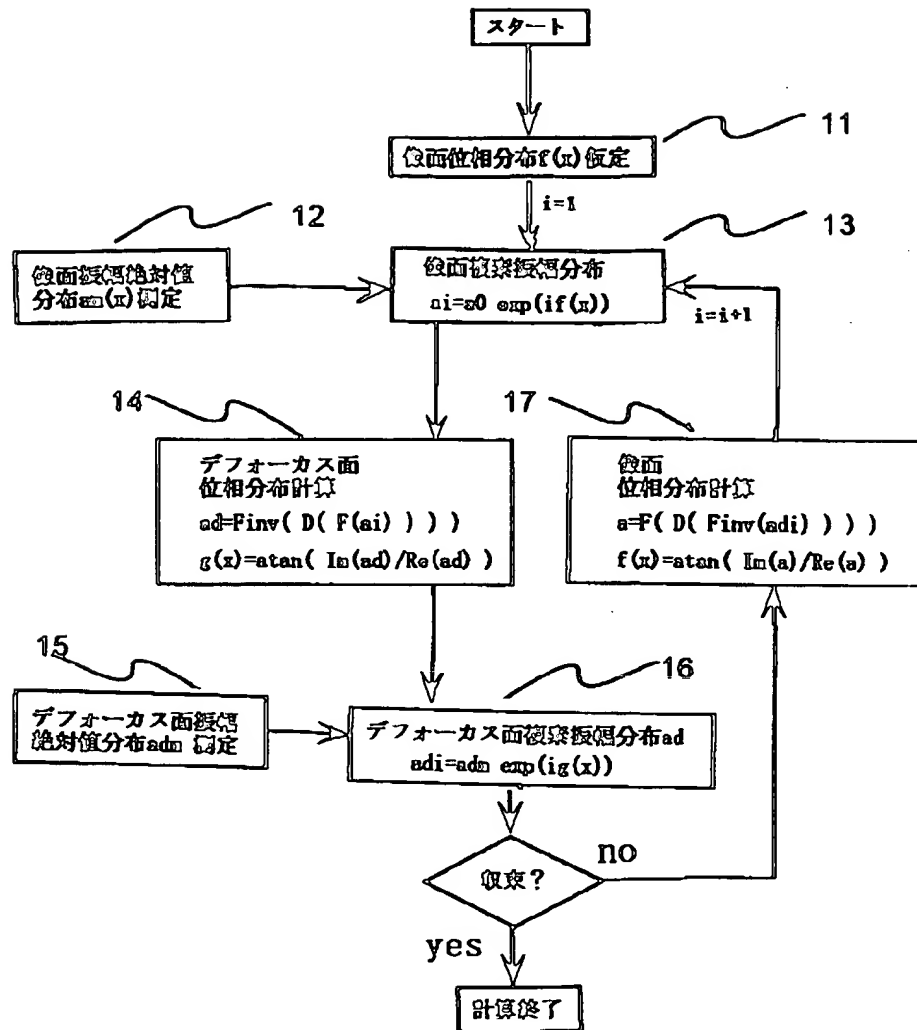 スタート
11
像面位相分布f(x)仮定
i=1
12
13
像面振幅絶対値
分布am(x)測定
像面複素振幅分布
ai=a0 exp(if(x))
i=i+1
14
17
デフォーカス面
位相分布計算
ad=Finv( D( F(ai) ) ) )
g(x)=atan( Im(ad)/Re(ad) )
像面
位相分布計算
a=F( D( Finv(adi) ) ) )
f(x)=atan( Im(a)/Re(a) )
15
16
デフォーカス面振幅
絶対値分布adm 測定
デフォーカス面複素振幅分布ad
adi=adm exp(ig(x))
収束?
no
yes
計算終了